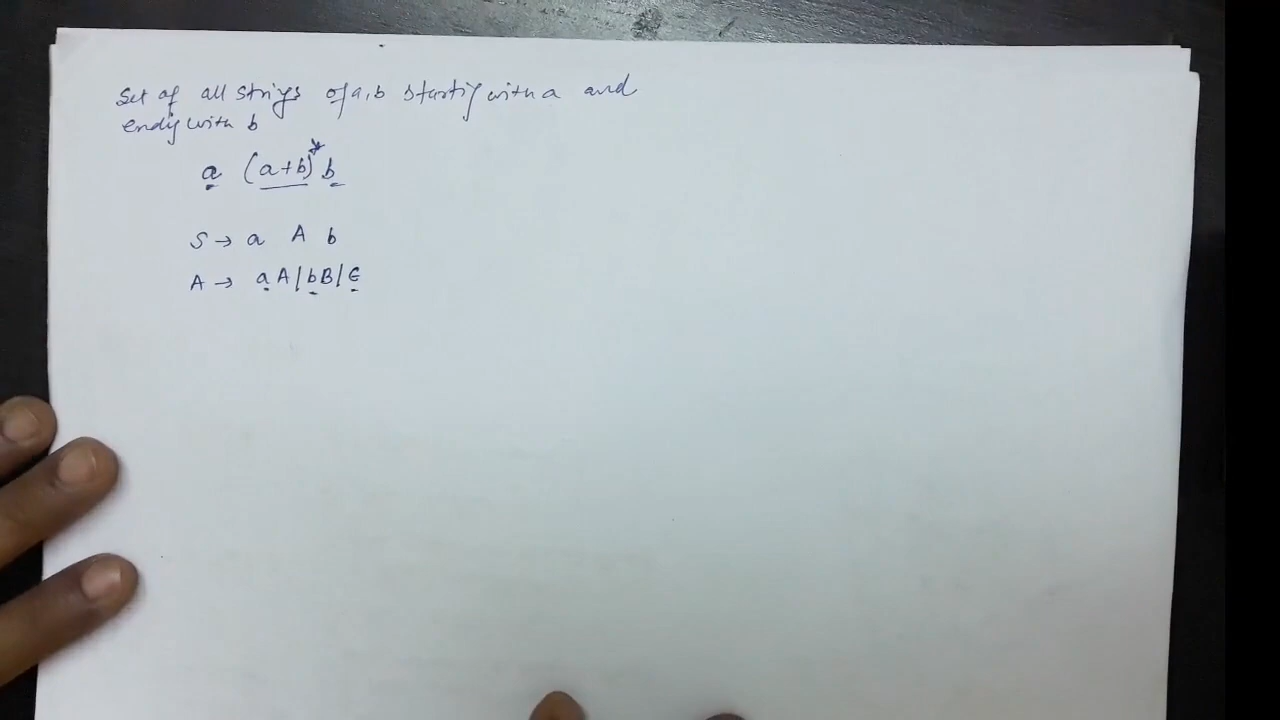 Set of all strings of a,b starting with a and
ending with b
a (a+b)* b
S → a A b
A → aA/bB/ϵ